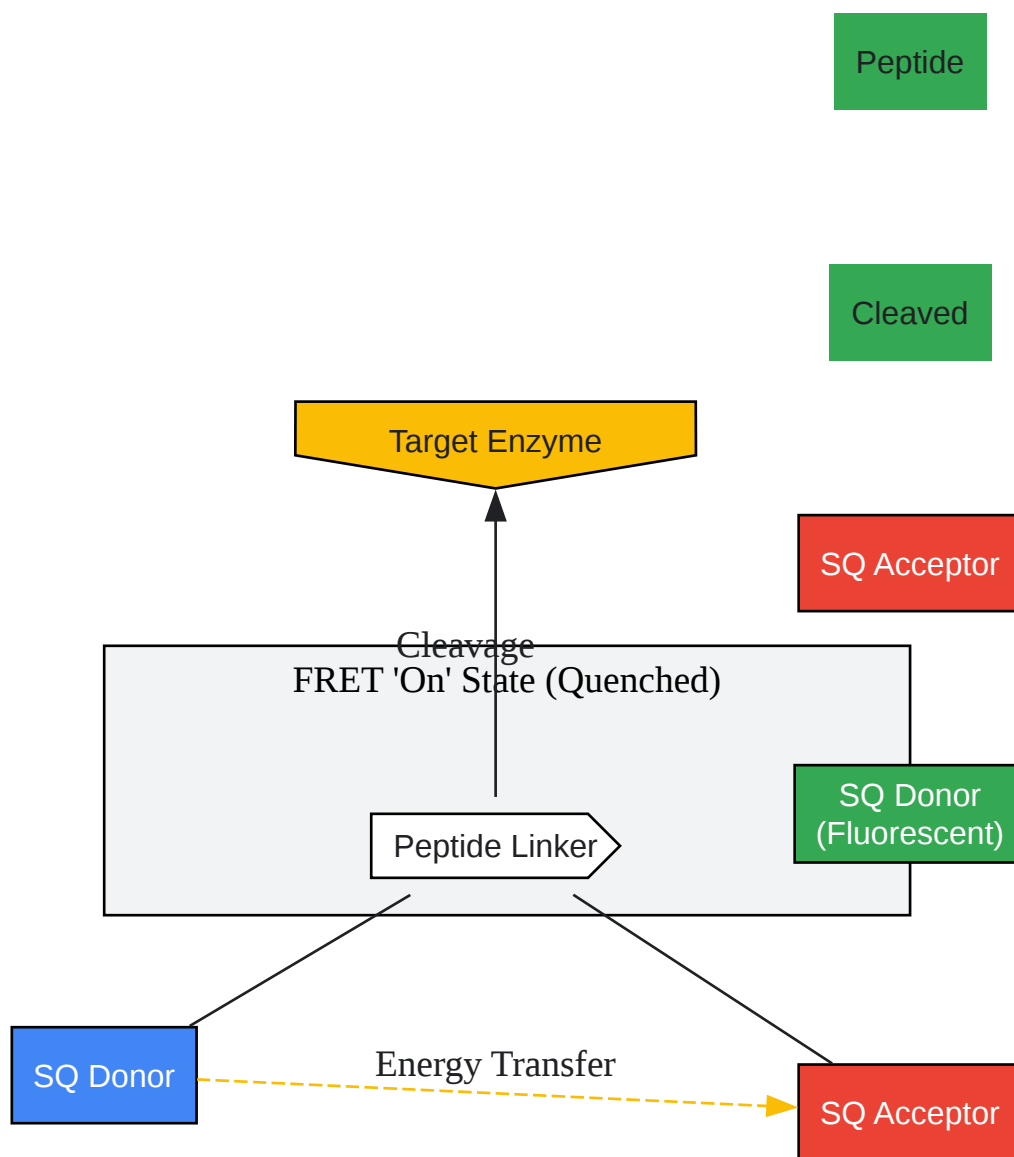 Peptide
Cleaved
Target Enzyme
SQ Acceptor
Cleavage
FRET 'On' State (Quenched)
SQ Donor
(Fluorescent)
Peptide Linker
Energy Transfer
SQ Donor
SQ Acceptor